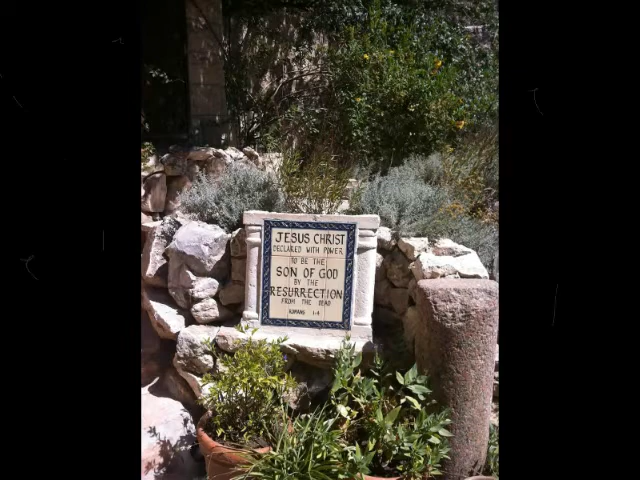 JESUS CHRIST
DECLARED WITH POWER
TO BE THE
SON OF GOD
BY THE
RESURRECTION
FROM THE DEAD
ROMANS 1-4